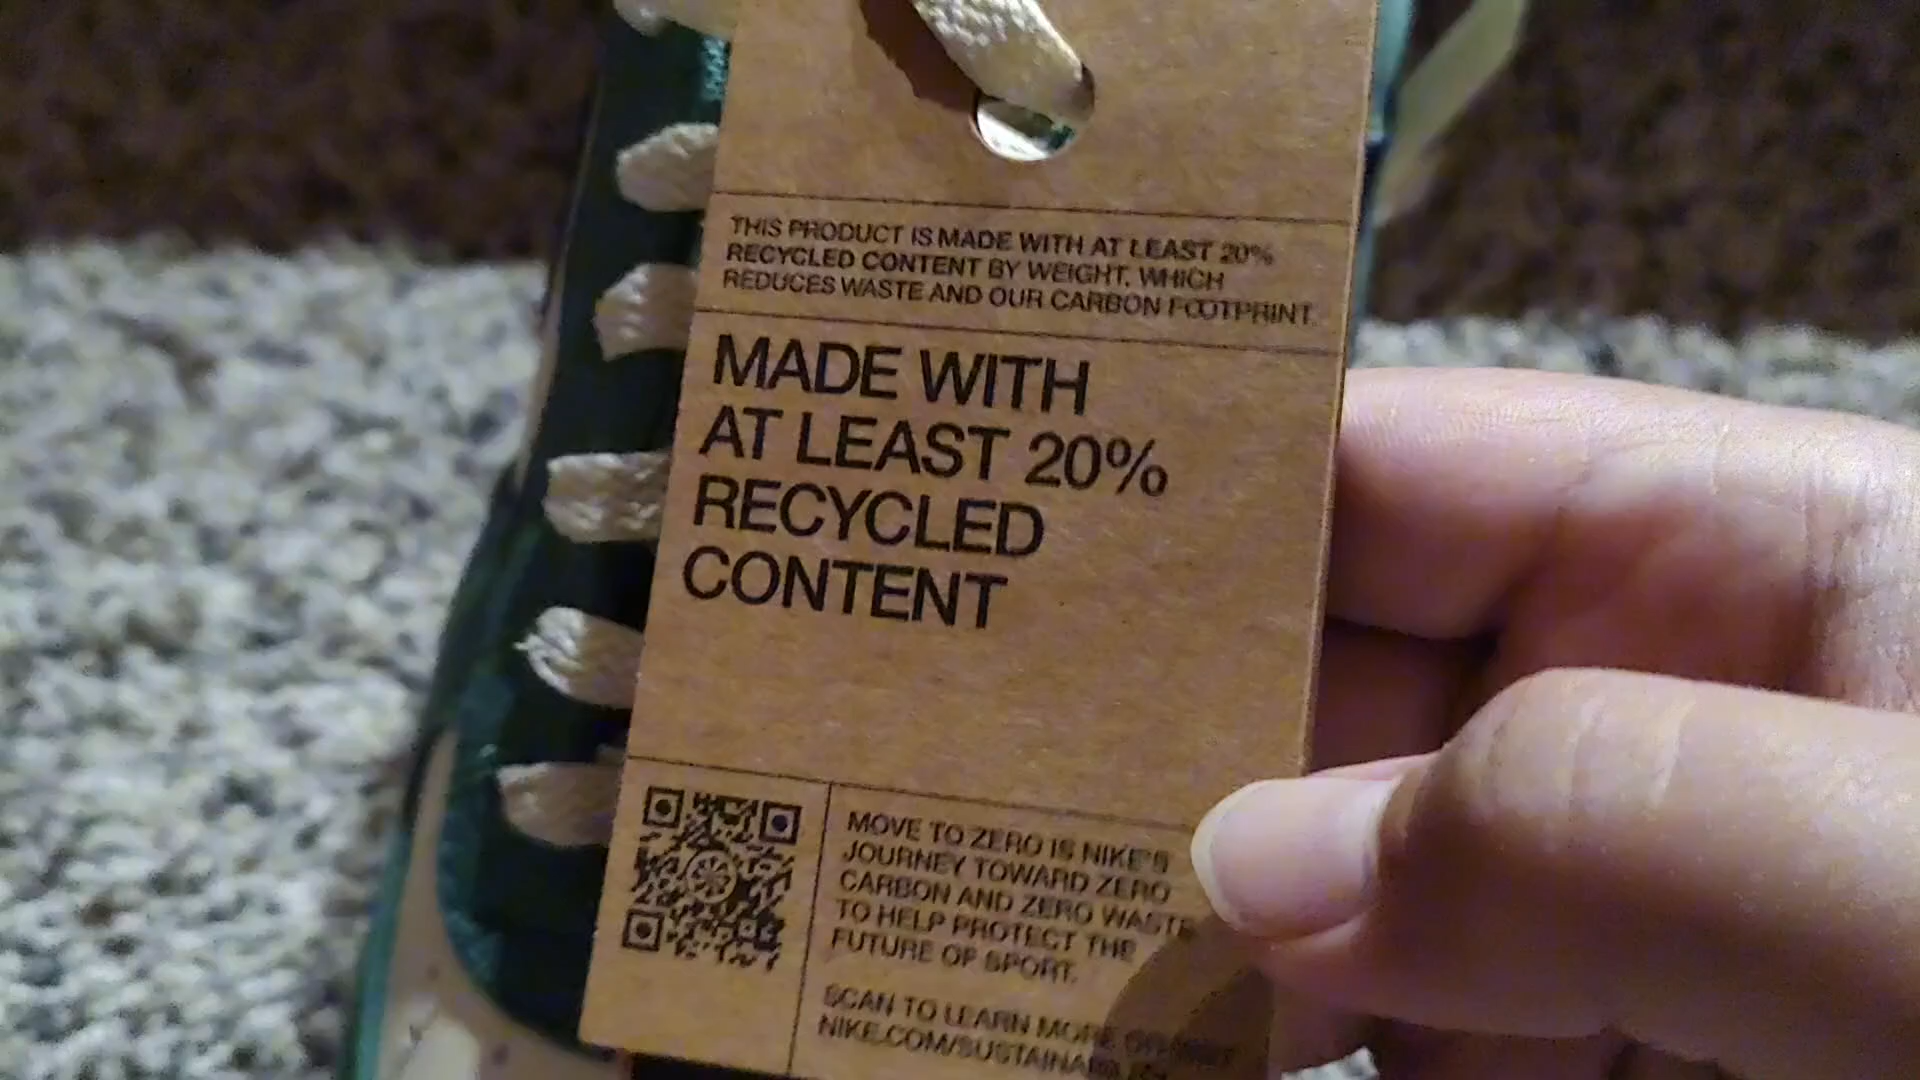 THIS PRODUCT IS MADE WITH AT LEAST 20%
RECYCLED CONTENT BY WEIGHT, WHICH
REDUCES WASTE AND OUR CARBON FOOTPRINT.
MADE WITH
AT LEAST 20%
RECYCLED
CONTENT
MOVE TO ZERO IS NIKE'S
JOURNEY TOWARD ZERO
CARBON AND ZERO WASTE
TO HELP PROTECT THE
FUTURE OF SPORT.
SCAN TO LEARN MORE